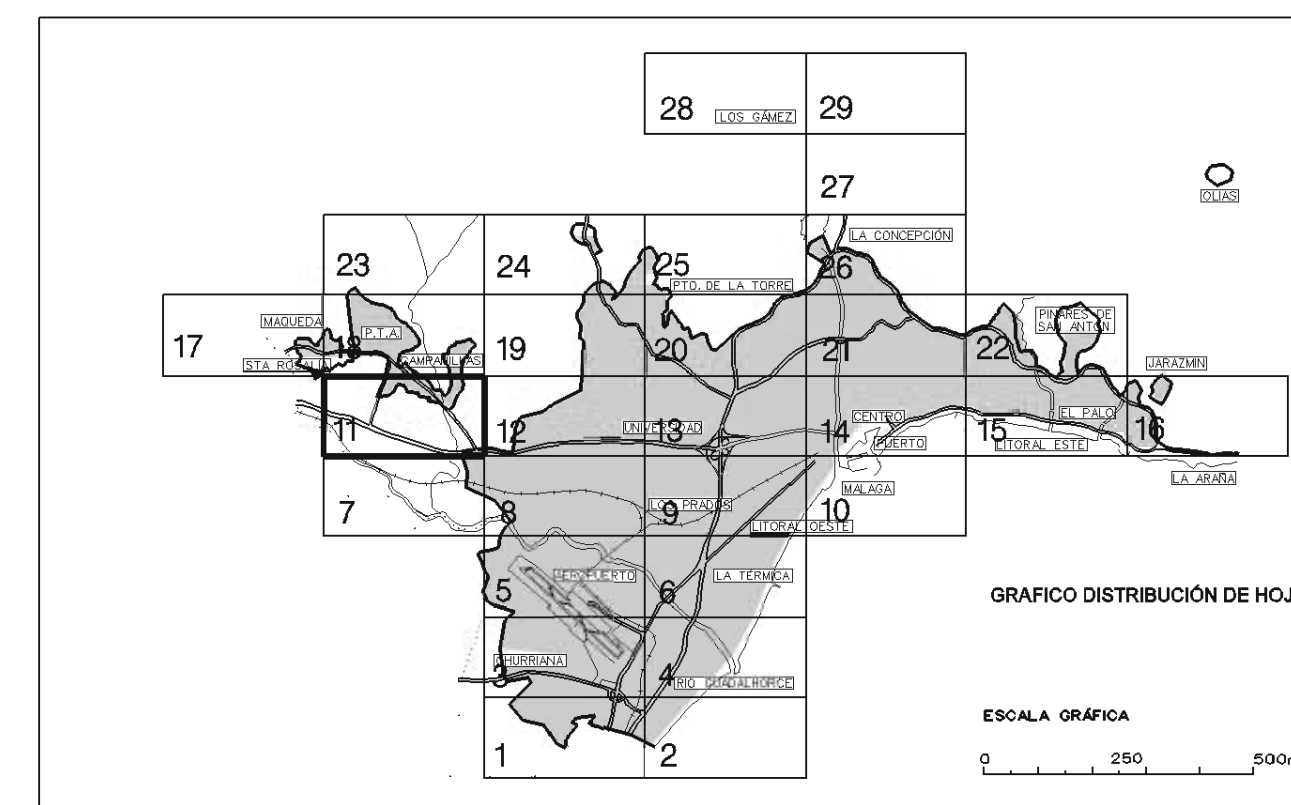 28 LOS GÁMEZ 29
27
OLIAS
LA CONCEPCIÓN
23 24 25 26
PTO. DE LA TORRE
MAQUEDA
P.T.A.
PINARES DE
SAN ANTÓN
17 18 19 20 21 22
STA ROSALIA
CAMPANILLAS
JARAZMIN
CENTRO
EL PALO
11 12 UNIVERSIDAD 13 14 15 16
PUERTO
LITORAL ESTE
LA ARAÑA
MALAGA
LOS PRADOS
7 8 9 10
LITORAL OESTE
AEROPUERTO
LA TÉRMICA
5 6
GRAFICO DISTRIBUCIÓN DE HOJ
CHURRIANA
3 4
RIO GUADALHORCE
ESCALA GRÁFICA
1 2
0 250 500m